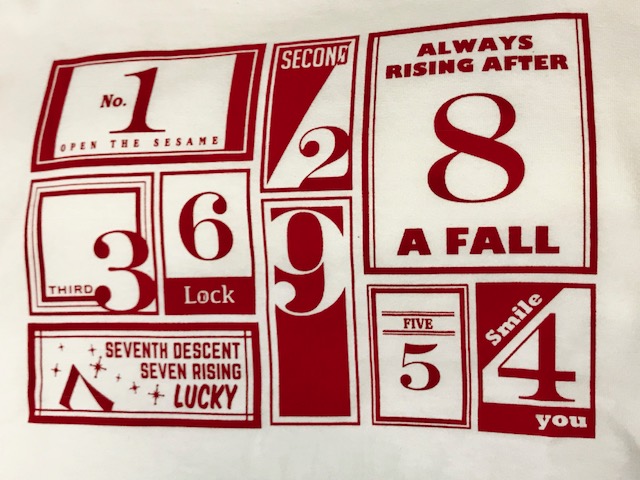 No. 1
OPEN THE SESAME
SECOND
2
ALWAYS
RISING AFTER
8
A FALL
THIRD 3
6
Lock
9
FIVE
5
Smile
4
you
SEVENTH DESCENT
SEVEN RISING
LUCKY
7